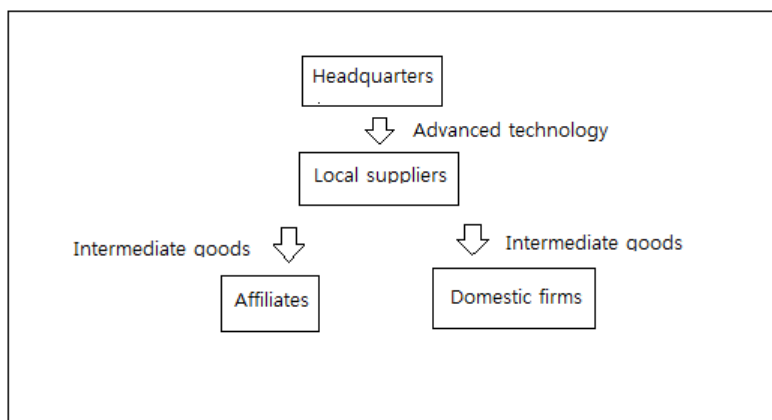 Headquarters
Advanced technology
Local suppliers
Intermediate goods
Intermediate goods
Affiliates
Domestic firms